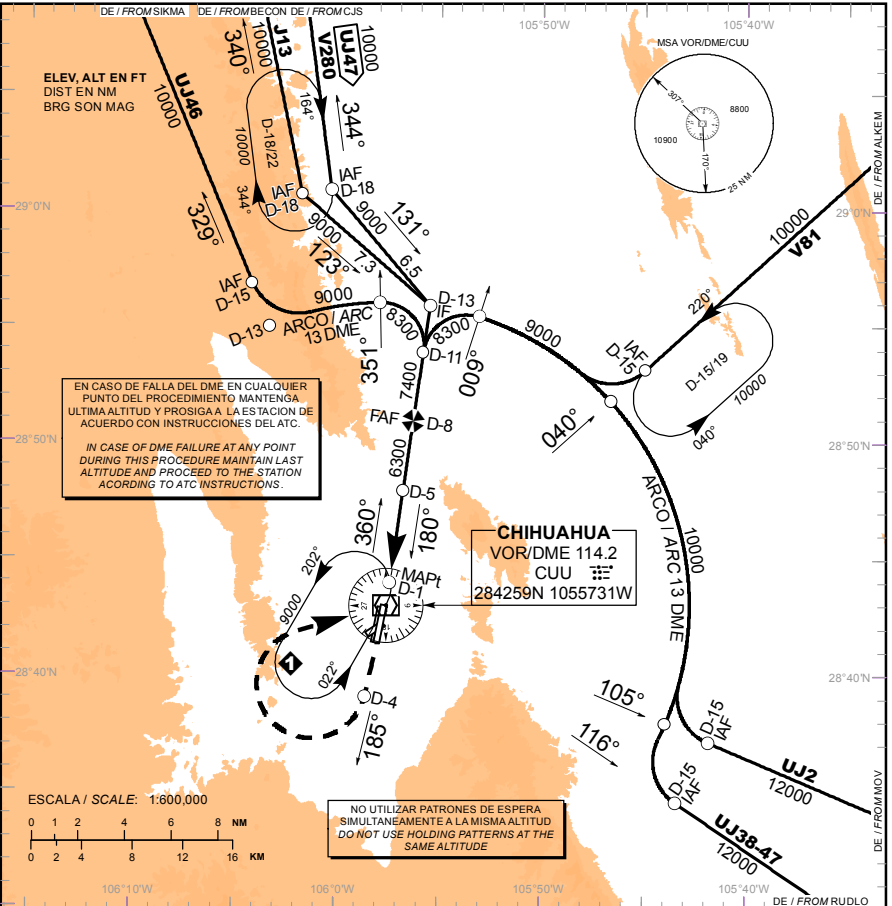 DE / FROM SIKMA
DE / FROM BECON
DE / FROM CJS
105°50'
105°40'
ELEV, ALT EN FT
DIST EN NM
BRG SON MAG
UJ46
10000
329°
340°
J13
10000
V280
UJ47
10000
344°
164°
D-18/22
10000
344°
IAF
D-18
IAF
D-18
9000
131°
6.5
9000
123°
7.3
MSA VOR/DME/CUU
307°
8800
10900
170°
25 NM
DE / FROM ALKEM
29°0'N
29°0'N
10000
V81
220°
D-15/19
10000
040°
IAF
D-15
IAF
D-15
D-13
9000
ARCO / ARC
13 DME
8300
351°
D-13
IF
8300
009°
9000
D-11
7400
040°
EN CASO DE FALLA DEL DME EN CUALQUIER
PUNTO DEL PROCEDIMIENTO MANTENGA
ULTIMA ALTITUD Y PROSIGA A LA ESTACION DE
ACUERDO CON INSTRUCCIONES DEL ATC.
IN CASE OF DME FAILURE AT ANY POINT
DURING THIS PROCEDURE MAINTAIN LAST
ALTITUDE AND PROCEED TO THE STATION
ACORDING TO ATC INSTRUCTIONS.
FAF
D-8
28°50'N
28°50'N
6300
D-5
360°
180°
ARCO / ARC 13 DME
10000
CHIHUAHUA
VOR/DME 114.2
CUU
284259N 1055731W
202°
MAPt
D-1
27
9
18
9000
1
022°
D-4
185°
28°40'N
28°40'N
105°
116°
D-15
IAF
UJ2
12000
D-15
IAF
UJ38-47
12000
DE / FROM MOV
ESCALA / SCALE: 1:600,000
0 1 2 4 6 8 NM
0 2 4 8 12 16 KM
NO UTILIZAR PATRONES DE ESPERA
SIMULTANEAMENTE A LA MISMA ALTITUD
DO NOT USE HOLDING PATTERNS AT THE
SAME ALTITUDE
106°10'W
106°0'W
105°50'W
105°40'W
DE / FROM RUDLO